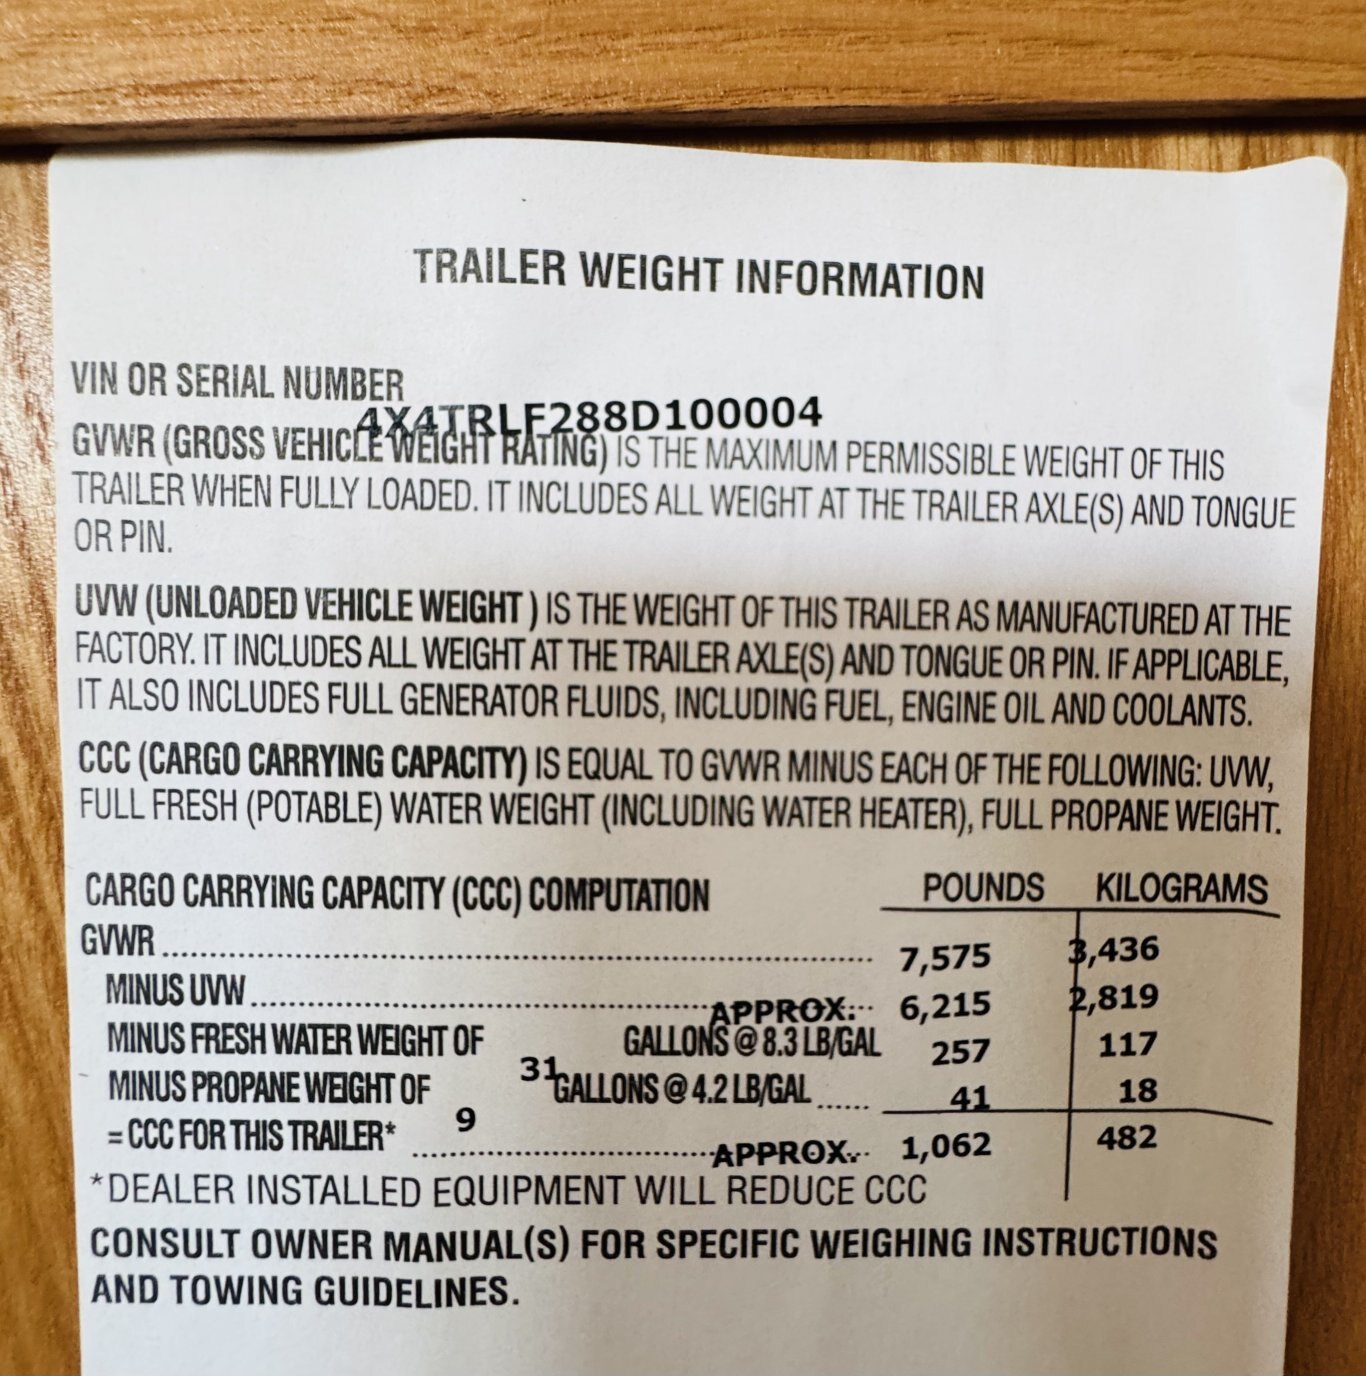 TRAILER WEIGHT INFORMATION
VIN OR SERIAL NUMBER
4X4TRLF288D100004
GVWR (GROSS VEHICLE WEIGHT RATING) IS THE MAXIMUM PERMISSIBLE WEIGHT OF THIS
TRAILER WHEN FULLY LOADED. IT INCLUDES ALL WEIGHT AT THE TRAILER AXLE(S) AND TONGUE
OR PIN.
UVW (UNLOADED VEHICLE WEIGHT ) IS THE WEIGHT OF THIS TRAILER AS MANUFACTURED AT THE
FACTORY. IT INCLUDES ALL WEIGHT AT THE TRAILER AXLE(S) AND TONGUE OR PIN. IF APPLICABLE,
IT ALSO INCLUDES FULL GENERATOR FLUIDS, INCLUDING FUEL, ENGINE OIL AND COOLANTS.
CCC (CARGO CARRYING CAPACITY) IS EQUAL TO GVWR MINUS EACH OF THE FOLLOWING: UVW,
FULL FRESH (POTABLE) WATER WEIGHT (INCLUDING WATER HEATER), FULL PROPANE WEIGHT.
CARGO CARRYING CAPACITY (CCC) COMPUTATION POUNDS KILOGRAMS
GVWR 7,575 3,436
MINUS UVW APPROX. 6,215 2,819
MINUS FRESH WATER WEIGHT OF 31 GALLONS @ 8.3 LB/GAL 257 117
MINUS PROPANE WEIGHT OF 9 GALLONS @ 4.2 LB/GAL 41 18
= CCC FOR THIS TRAILER* APPROX. 1,062 482
*DEALER INSTALLED EQUIPMENT WILL REDUCE CCC
CONSULT OWNER MANUAL(S) FOR SPECIFIC WEIGHING INSTRUCTIONS
AND TOWING GUIDELINES.